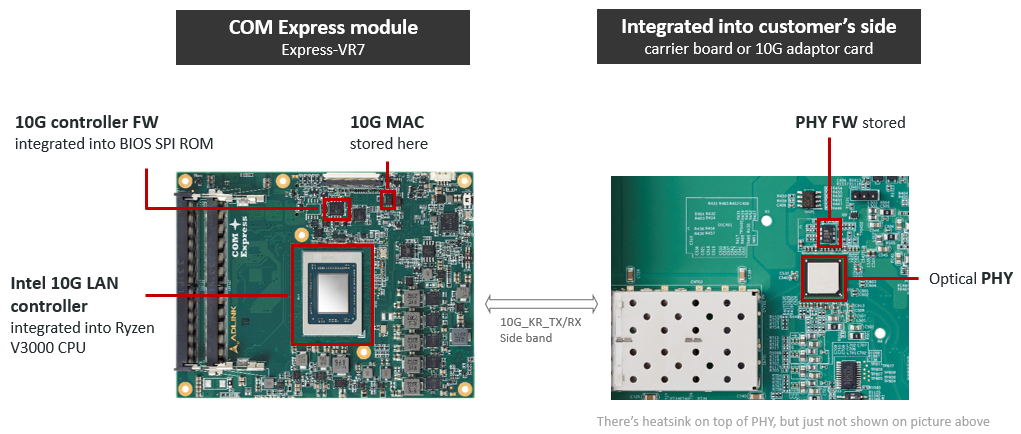 COM Express module
Express-VR7
Integrated into customer's side
carrier board or 10G adaptor card
10G controller FW
integrated into BIOS SPI ROM
10G MAC
stored here
PHY FW stored
COM
Express
Intel 10G LAN
controller
integrated into Ryzen
V3000 CPU
ADLINK
10G_KR_TX/RX
Side band
Optical PHY
There's heatsink on top of PHY, but just not shown on picture above